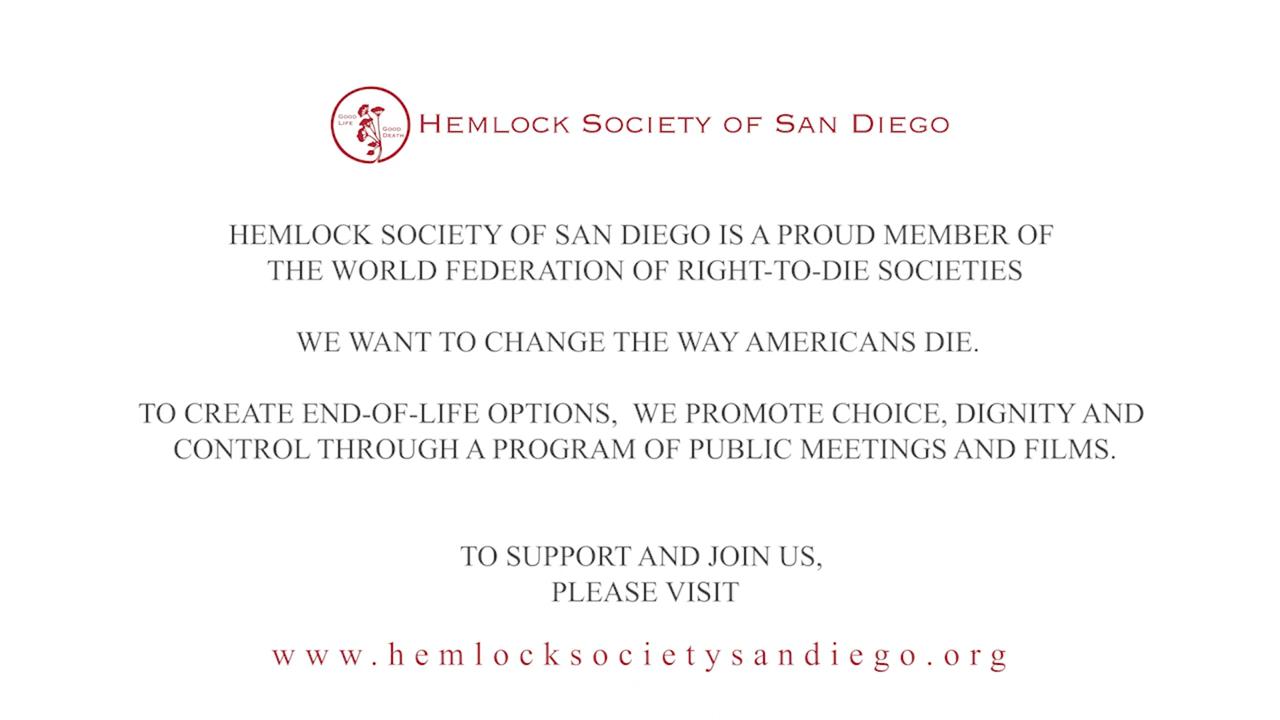 GOOD LIFE
GOOD DEATH
HEMLOCK SOCIETY OF SAN DIEGO
HEMLOCK SOCIETY OF SAN DIEGO IS A PROUD MEMBER OF
THE WORLD FEDERATION OF RIGHT-TO-DIE SOCIETIES
WE WANT TO CHANGE THE WAY AMERICANS DIE.
TO CREATE END-OF-LIFE OPTIONS, WE PROMOTE CHOICE, DIGNITY AND
CONTROL THROUGH A PROGRAM OF PUBLIC MEETINGS AND FILMS.
TO SUPPORT AND JOIN US,
PLEASE VISIT
www.hemlocksocietysandiego.org